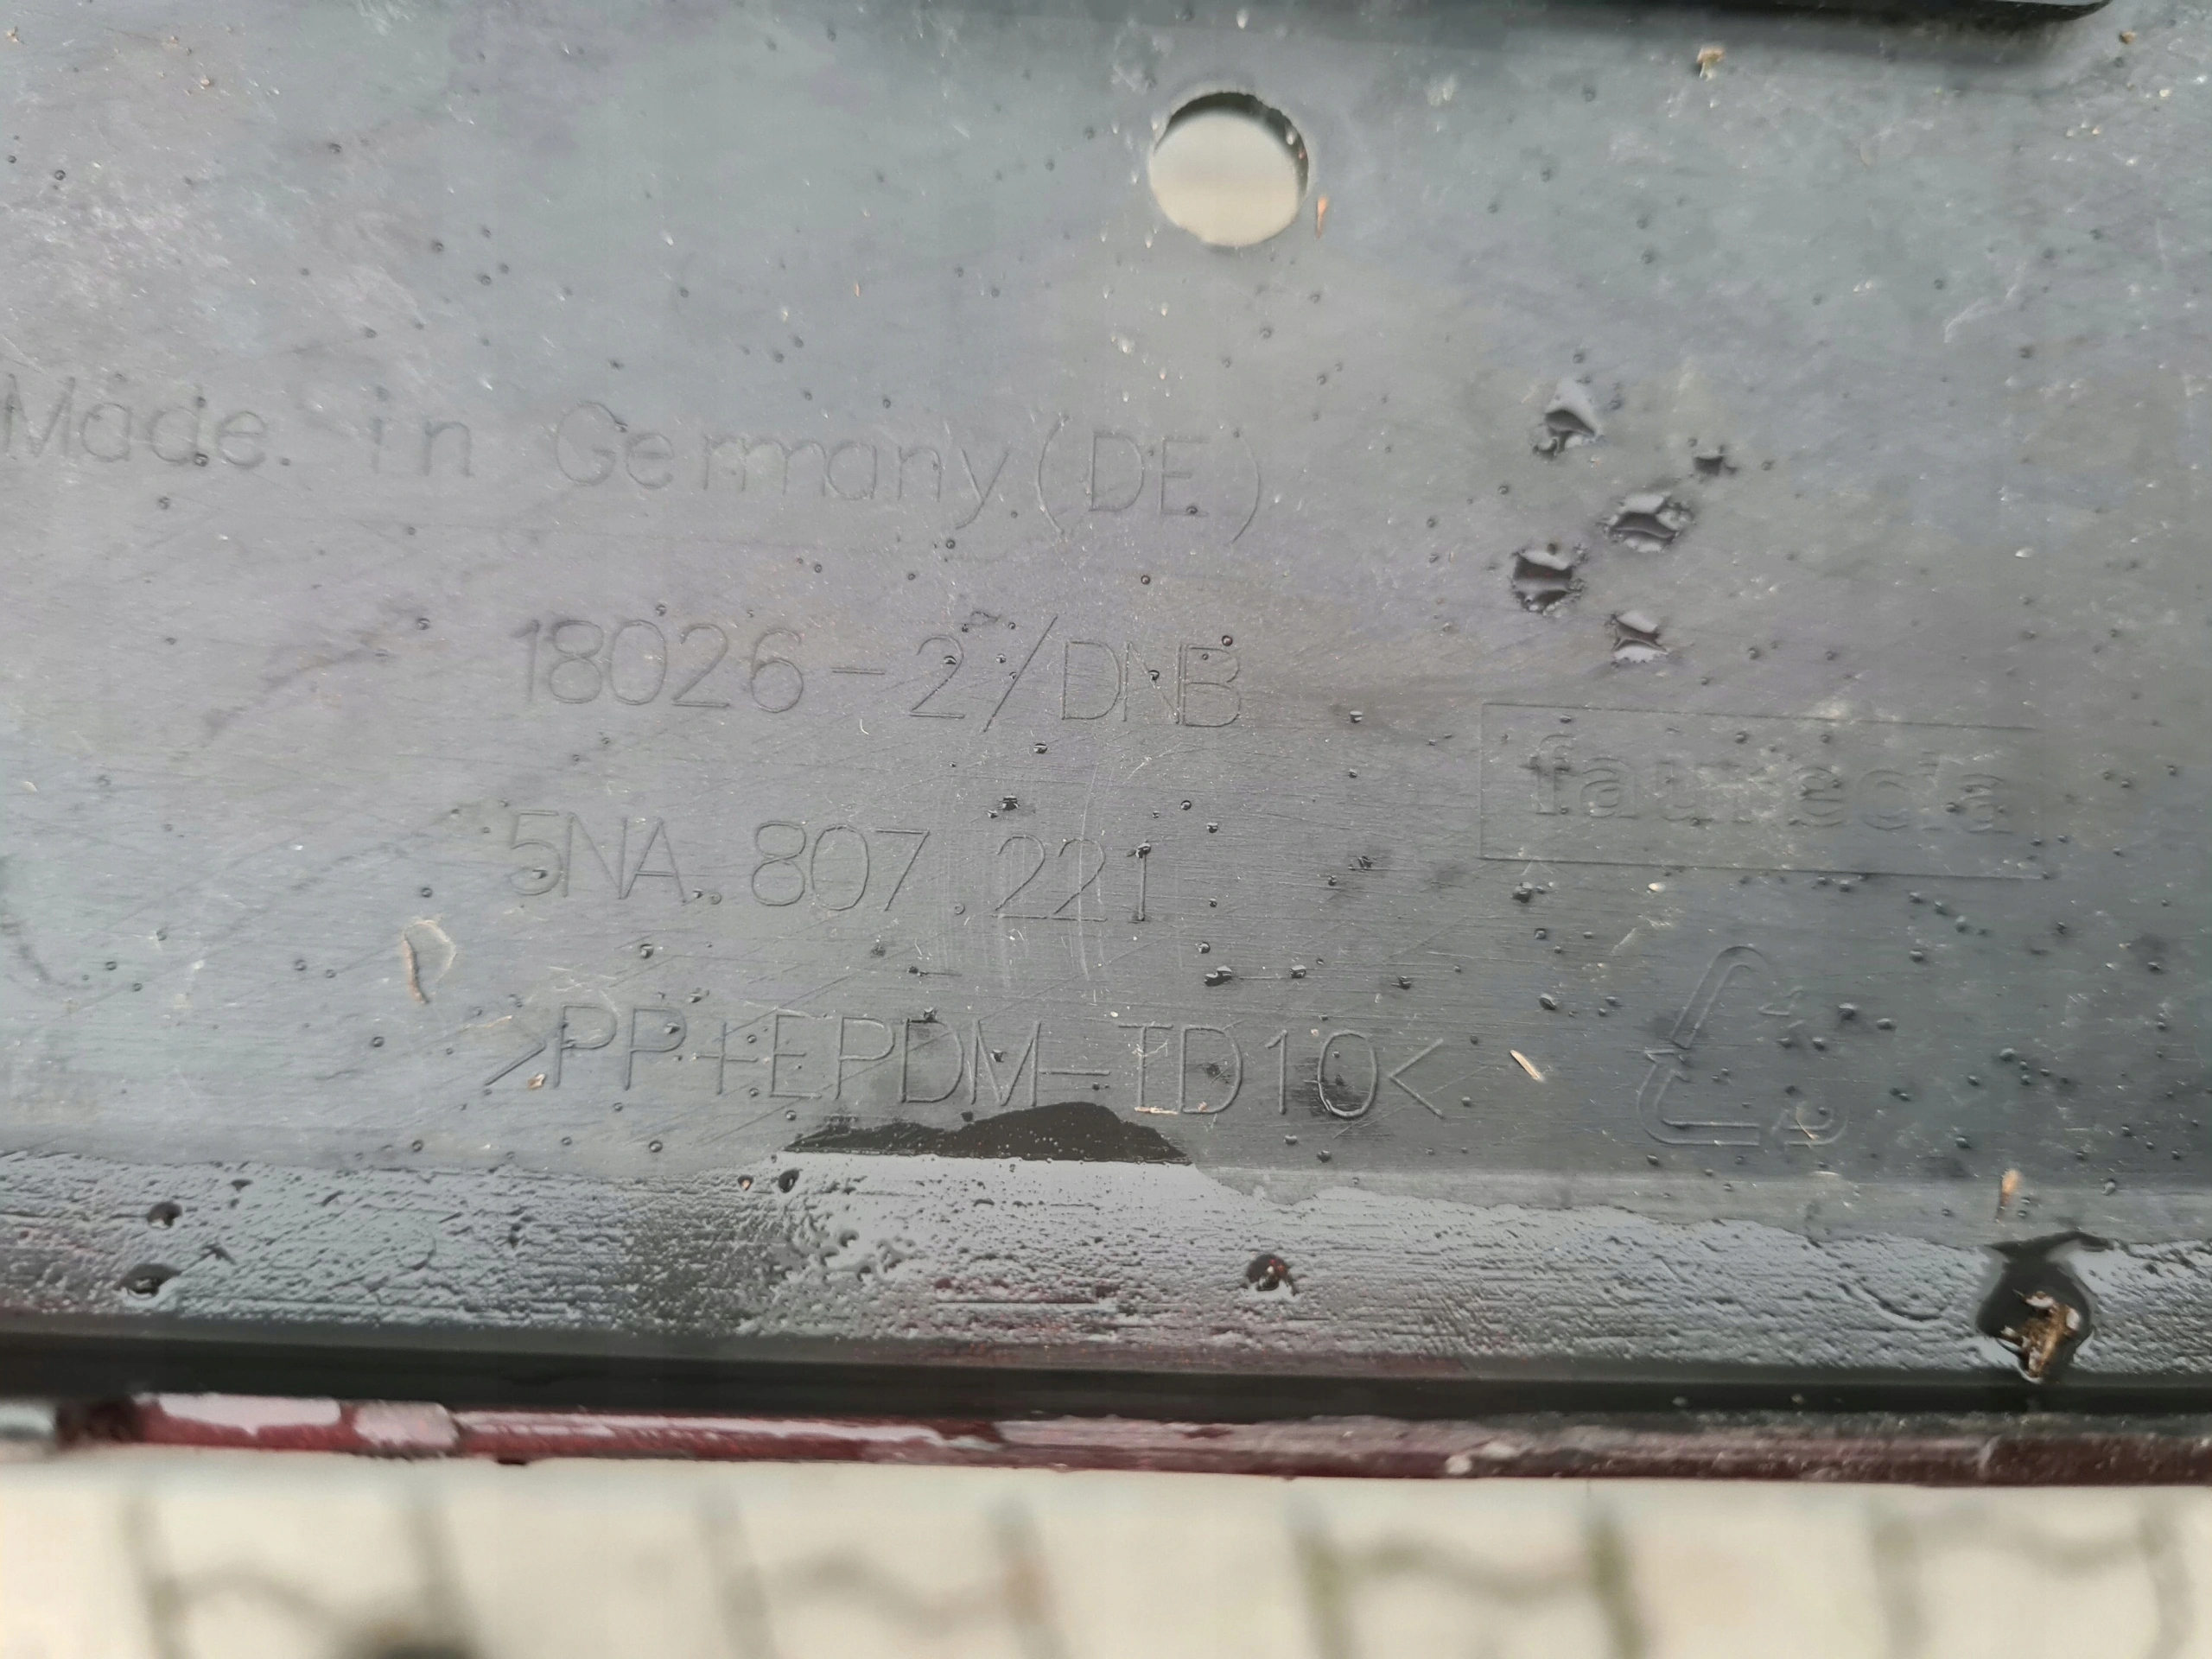 Made. in Germany (DE)
18026-2/DNB
faurecia
5NA.807.221
>PP+EPDM-TD10<